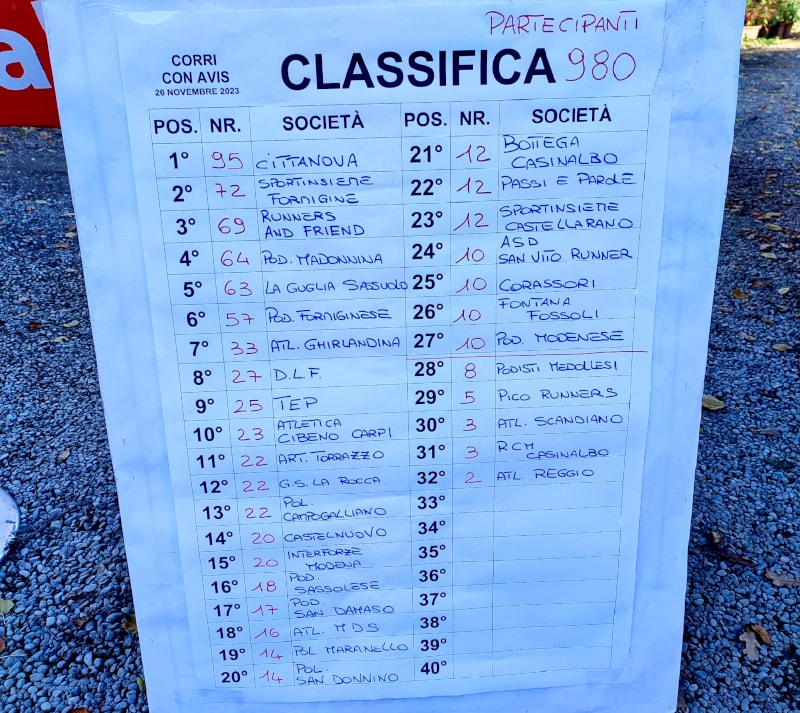 a
PARTECIPANTI
CORRI
CON AVIS
26 NOVEMBRE 2023
CLASSIFICA 980
POS. NR. SOCIETÀ
1° 95 CITTANOVA
2° 72 SPORTINSIEME FORMIGINE
3° 69 RUNNERS AND FRIEND
4° 64 POD. MADONNINA
5° 63 LA GUGLIA SASSUOLO
6° 57 POD. FORMIGINESE
7° 33 ATL. GHIRLANDINA
8° 27 D.L.F.
9° 25 TEP
10° 23 ATLETICA CIBENO CARPI
11° 22 ART. TORRAZZO
12° 22 G.S. LA ROCCA
13° 22 POL. CAMPOGALLIANO
14° 20 CASTELNUOVO
15° 20 INTERFORZE MODENA
16° 18 POD. SASSOLESE
17° 17 POD. SAN DAMASO
18° 16 ATL. MDS
19° 14 POL MARANELLO
20° 14 POL. SAN DONNINO
POS. NR. SOCIETÀ
21° 12 BOTTEGA CASINALBO
22° 12 PASSI E PAROLE
23° 12 SPORTINSIEME CASTELLARANO
24° 10 ASD SAN VITO RUNNER
25° 10 CORASSORI
26° 10 FONTANA FOSSOLI
27° 10 POD. MODENESE
28° 8 PODISTI MEDOLLESI
29° 5 PICO RUNNERS
30° 3 ATL. SCANDIANO
31° 3 RCM CASINALBO
32° 2 ATL. REGGIO
33°
34°
35°
36°
37°
38°
39°
40°